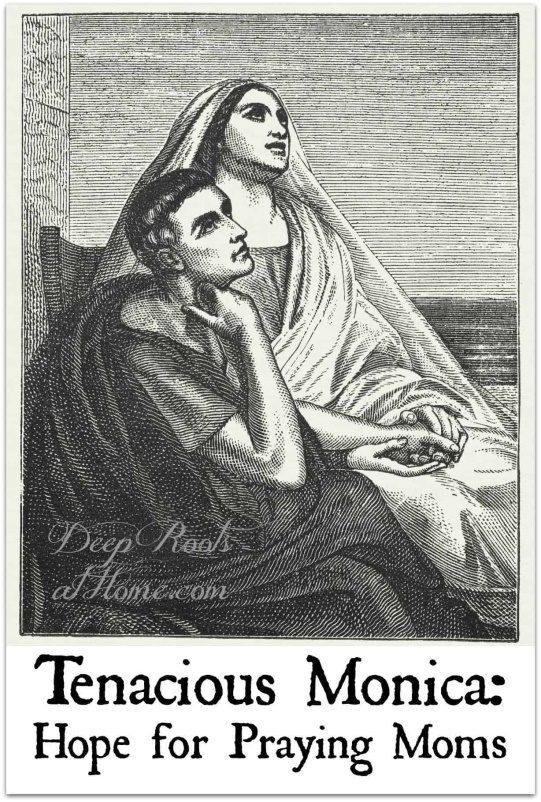 Deep Roots
at Home.com
Tenacious Monica:
Hope for Praying Moms